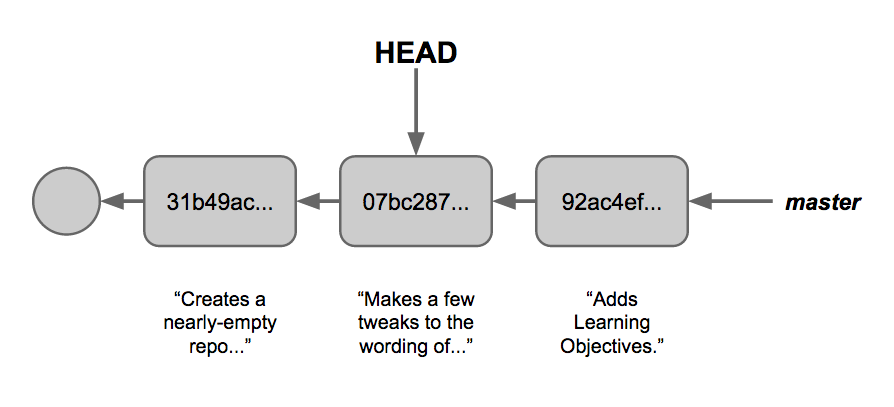 HEAD
31b49ac...
07bc287...
92ac4ef...
master
“Creates a
nearly-empty
repo...”
“Makes a few
tweaks to the
wording of...”
“Adds
Learning
Objectives.”